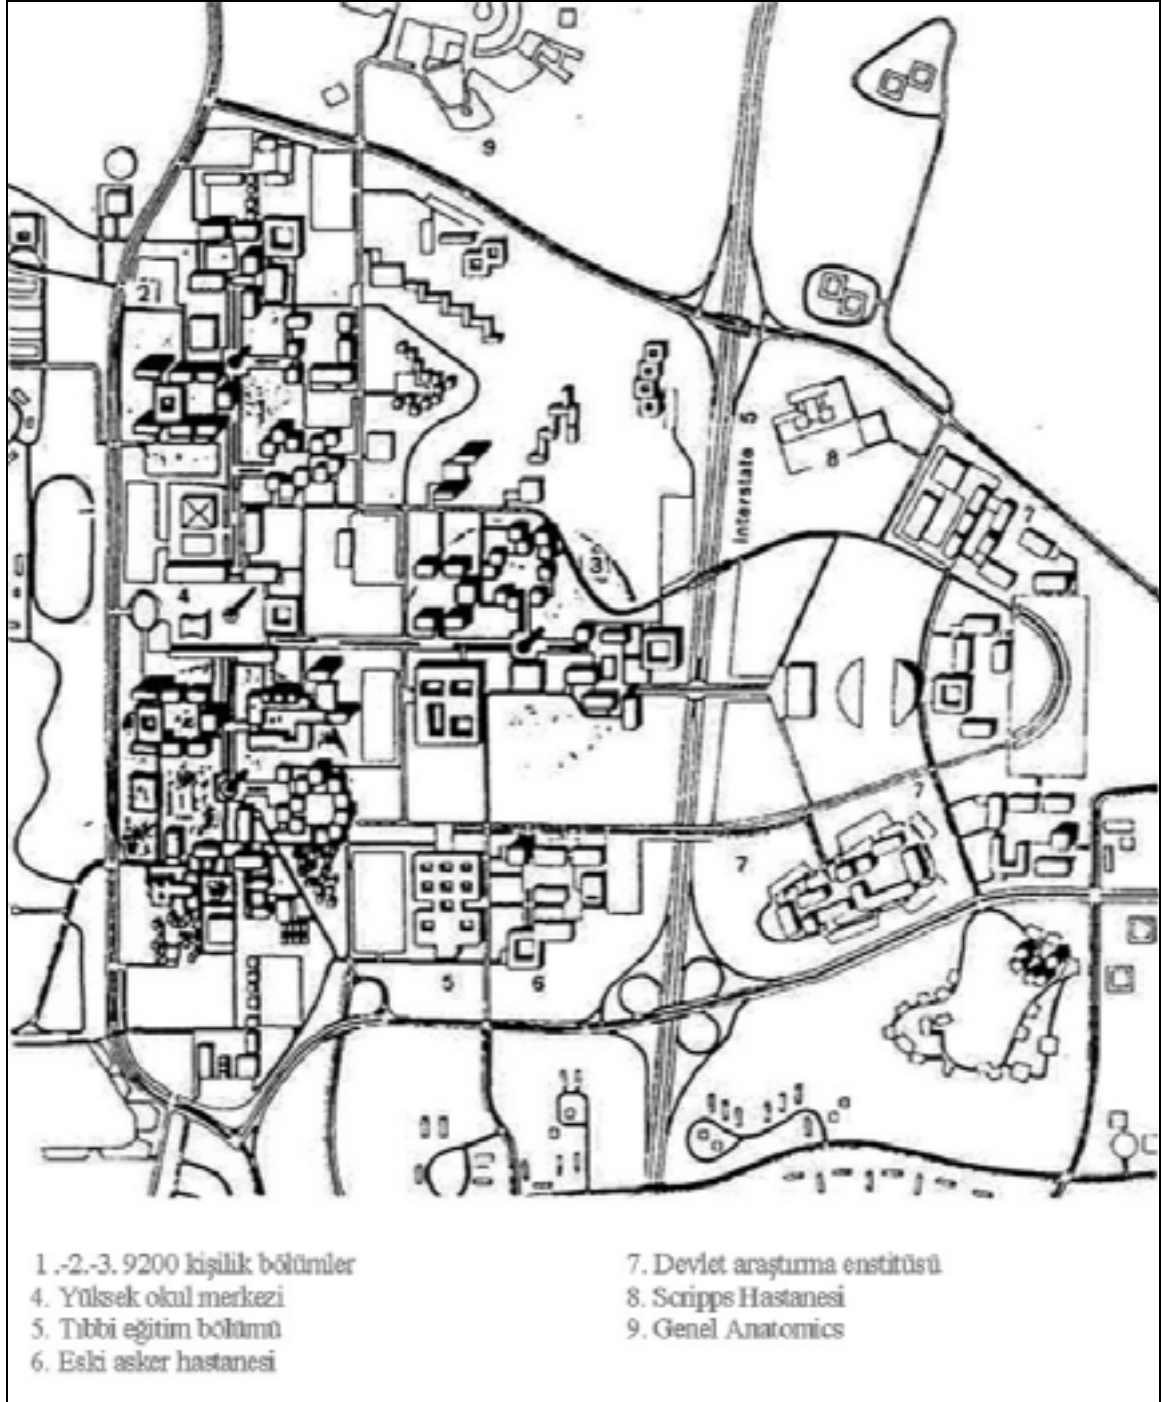 9
2
5
Interstate
8
7
3
4
1
7
7
5
6
1.-2.-3. 9200 kişilik bölümler
4. Yüksek okul merkezi
5. Tıbbi eğitim bölümü
6. Eski asker hastanesi
7. Devlet araştırma enstitüsü
8. Scripps Hastanesi
9. Genel Anatomics